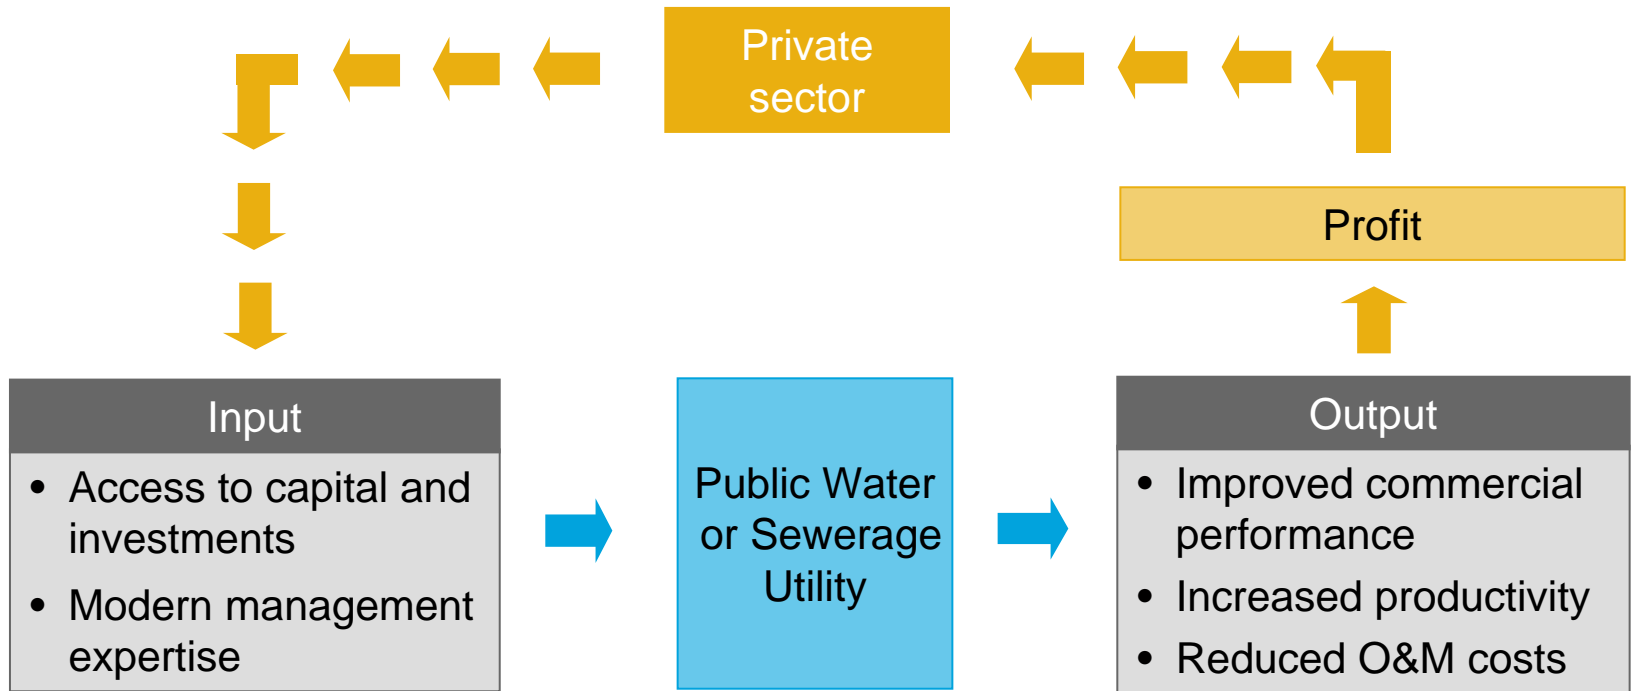 Private
sector
Profit
Input
• Access to capital and
investments
• Modern management
expertise
Public Water
or Sewerage
Utility
Output
• Improved commercial
performance
• Increased productivity
• Reduced O&M costs